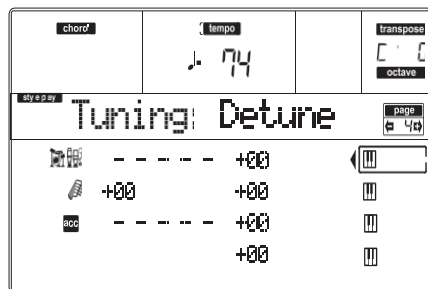 chord
tempo
transpose
74
octave
style play
Tuning: Detune
page
4
- - - - - +00
+00 +00
acc - - - - - +00
+00